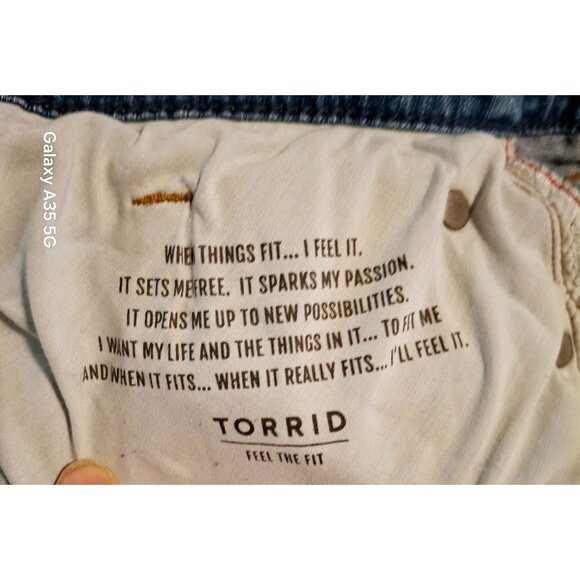 Galaxy A35 5G
WHEN THINGS FIT... I FEEL IT.
IT SETS ME FREE. IT SPARKS MY PASSION.
IT OPENS ME UP TO NEW POSSIBILITIES.
I WANT MY LIFE AND THE THINGS IN IT... TO FIT ME
AND WHEN IT FITS... WHEN IT REALLY FITS... I'LL FEEL IT.
TORRID
FEEL THE FIT